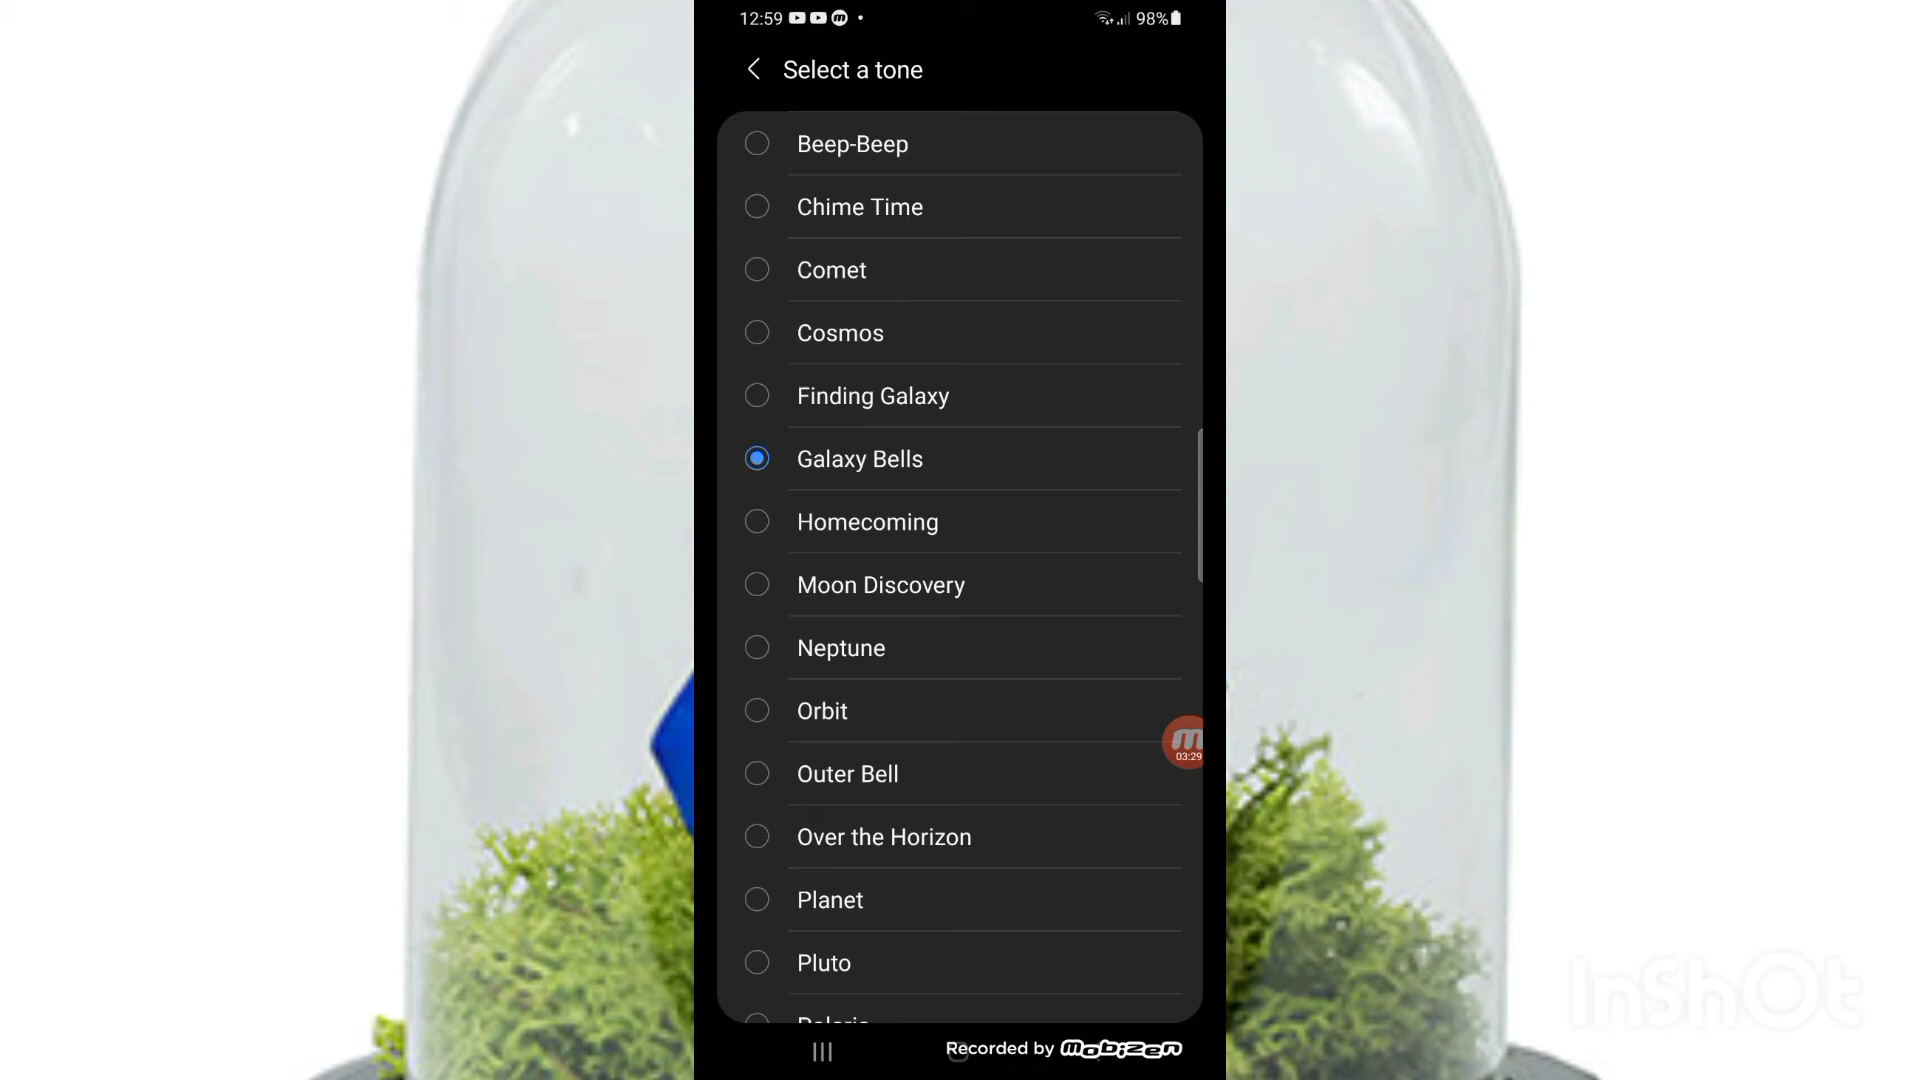 12:59 98%
Select a tone
Beep-Beep
Chime Time
Comet
Cosmos
Finding Galaxy
Galaxy Bells
Homecoming
Moon Discovery
Neptune
Orbit
03:29
Outer Bell
Over the Horizon
Planet
Pluto
Polaris
Recorded by mobizen
InShOt